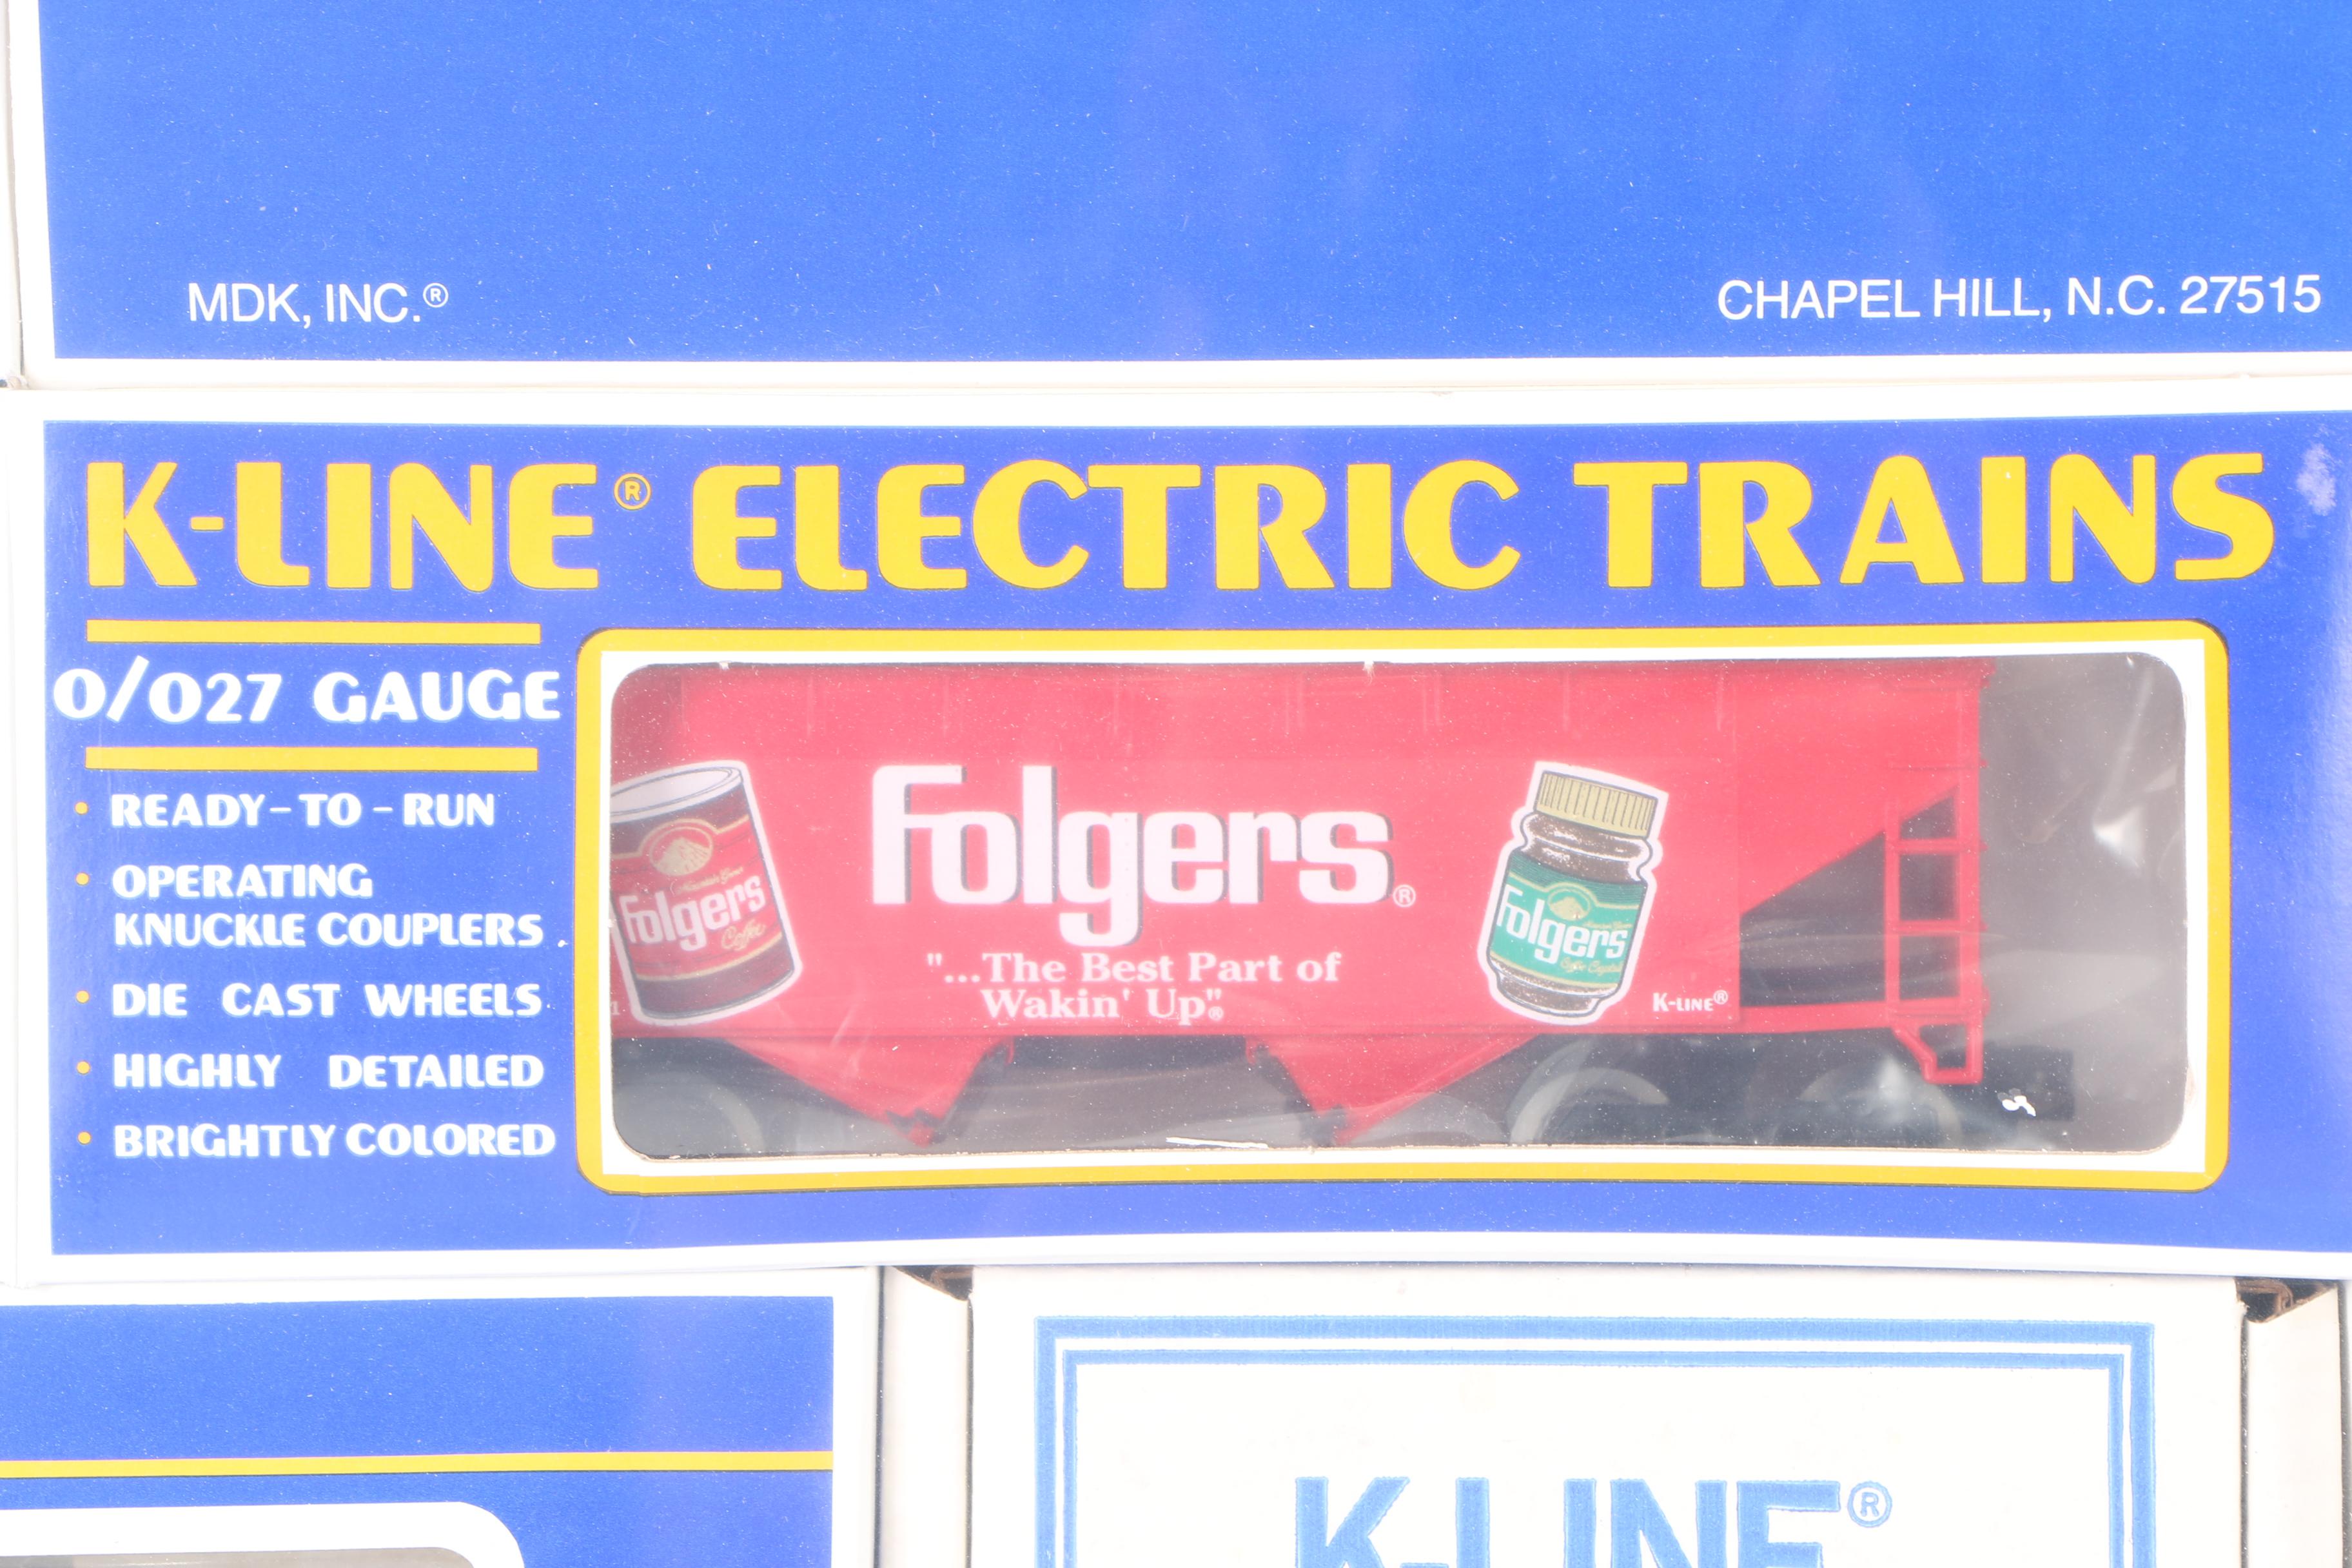 MDK, INC.® CHAPEL HILL, N.C. 27515
K-LINE® ELECTRIC TRAINS
O/O27 GAUGE
• READY-TO-RUN
• OPERATING
KNUCKLE COUPLERS
• DIE CAST WHEELS
• HIGHLY DETAILED
• BRIGHTLY COLORED
Folgers
Coffee
Folgers®
"...The Best Part of
Wakin' Up"®
Folgers
K-LINE®
K-LINE®